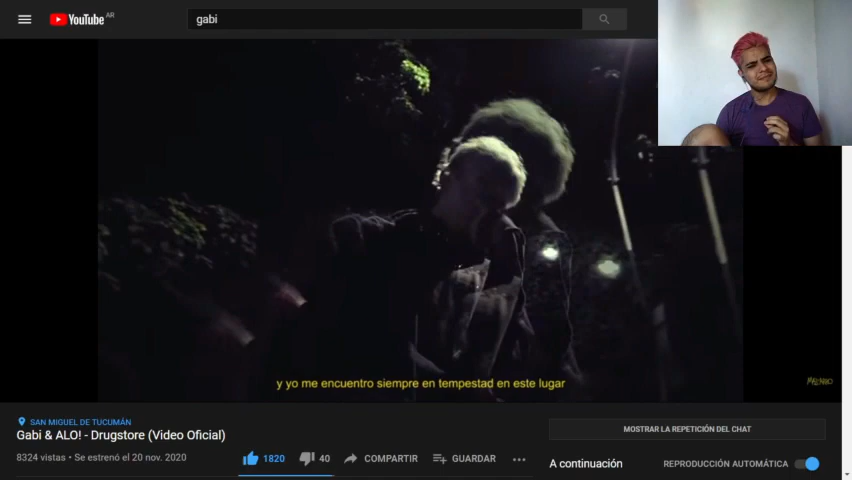 YouTube AR
gabi
y yo me encuentro siempre en tempestad en este lugar
SAN MIGUEL DE TUCUMÁN
Gabi & ALO! - Drugstore (Video Oficial)
8324 vistas • Se estrenó el 20 nov. 2020
1820
40
COMPARTIR
GUARDAR
MOSTRAR LA REPETICIÓN DEL CHAT
A continuación
REPRODUCCIÓN AUTOMÁTICA